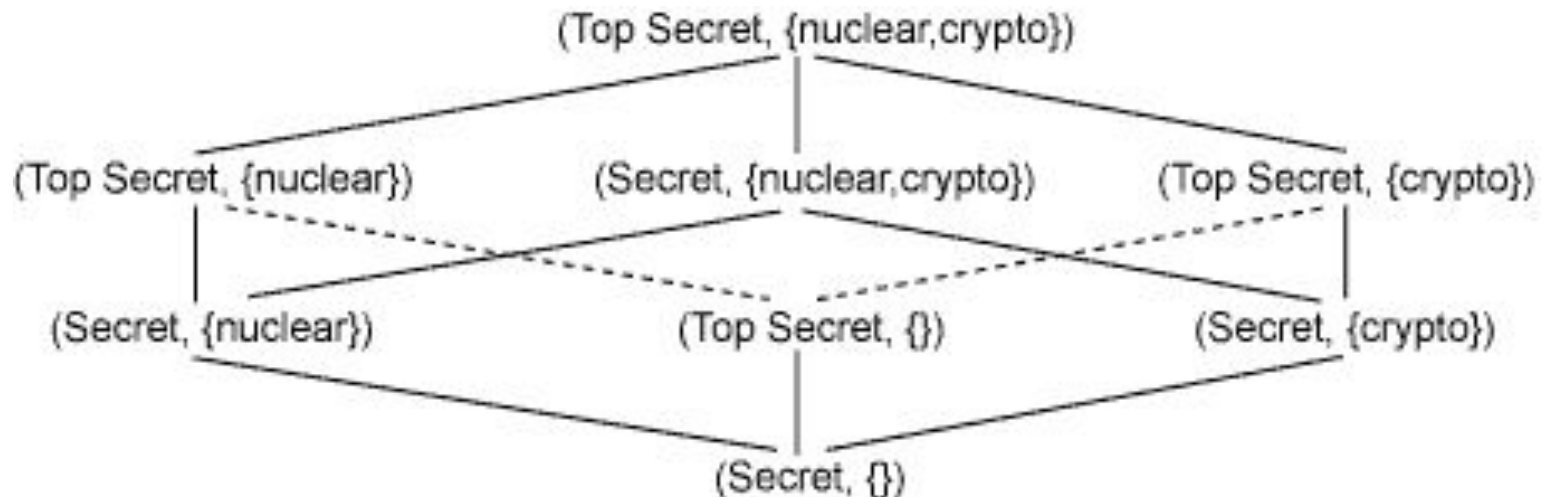 (Top Secret, {nuclear,crypto})
(Top Secret, {nuclear})
(Secret, {nuclear,crypto})
(Top Secret, {crypto})
(Secret, {nuclear})
(Top Secret, {})
(Secret, {crypto})
(Secret, {})